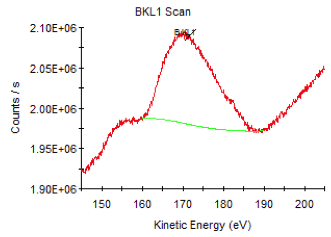 BKL1 Scan
2.10E+06
2.05E+06
2.00E+06
1.95E+06
1.90E+06
Counts / s
150 160 170 180 190 200
Kinetic Energy (eV)